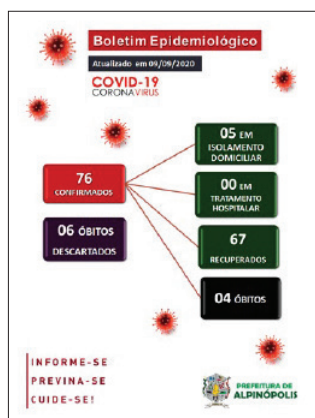 Boletim Epidemiológico
Atualizado em 09/09/2020
COVID-19
CORONAVÍRUS
76
CONFIRMADOS
06 ÓBITOS
DESCARTADOS
05 EM
ISOLAMENTO
DOMICILIAR
00 EM
TRATAMENTO
HOSPITALAR
67
RECUPERADOS
04 ÓBITOS
INFORME-SE
PREVINA-SE
CUIDE-SE!
PREFEITURA DE
ALPINÓPOLIS